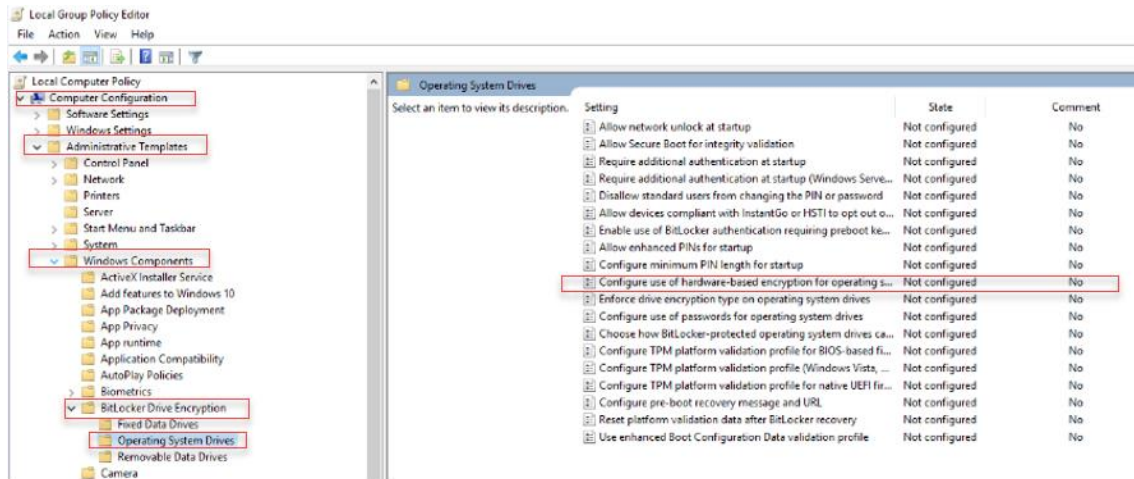 Local Group Policy Editor
File Action View Help
Local Computer Policy
Computer Configuration
Software Settings
Windows Settings
Administrative Templates
Control Panel
Network
Printers
Server
Start Menu and Taskbar
System
Windows Components
ActiveX Installer Service
Add features to Windows 10
App Package Deployment
App Privacy
App runtime
Application Compatibility
AutoPlay Policies
Biometrics
BitLocker Drive Encryption
Fixed Data Drives
Operating System Drives
Removable Data Drives
Camera
Operating System Drives
Select an item to view its description.
Setting State Comment
Allow network unlock at startup Not configured No
Allow Secure Boot for integrity validation Not configured No
Require additional authentication at startup Not configured No
Require additional authentication at startup (Windows Serve... Not configured No
Disallow standard users from changing the PIN or password Not configured No
Allow devices compliant with InstantGo or HSTI to opt out o... Not configured No
Enable use of BitLocker authentication requiring preboot ke... Not configured No
Allow enhanced PINs for startup Not configured No
Configure minimum PIN length for startup Not configured No
Configure use of hardware-based encryption for operating s... Not configured No
Enforce drive encryption type on operating system drives Not configured No
Configure use of passwords for operating system drives Not configured No
Choose how BitLocker-protected operating system drives ca... Not configured No
Configure TPM platform validation profile for BIOS-based fi... Not configured No
Configure TPM platform validation profile (Windows Vista, ... Not configured No
Configure TPM platform validation profile for native UEFI fir... Not configured No
Configure pre-boot recovery message and URL Not configured No
Reset platform validation data after BitLocker recovery Not configured No
Use enhanced Boot Configuration Data validation profile Not configured No